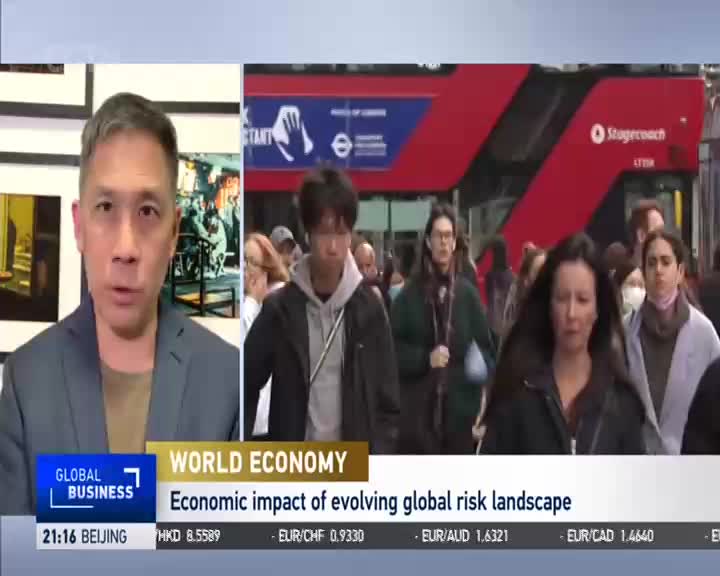 TANT
Stagecoach
WORLD ECONOMY
GLOBAL
BUSINESS
Economic impact of evolving global risk landscape
21:16 BEIJING
/HKD 8.5589 - EUR/CHF 0.9330 - EUR/AUD 1.6321 - EUR/CAD 1.4640 - E